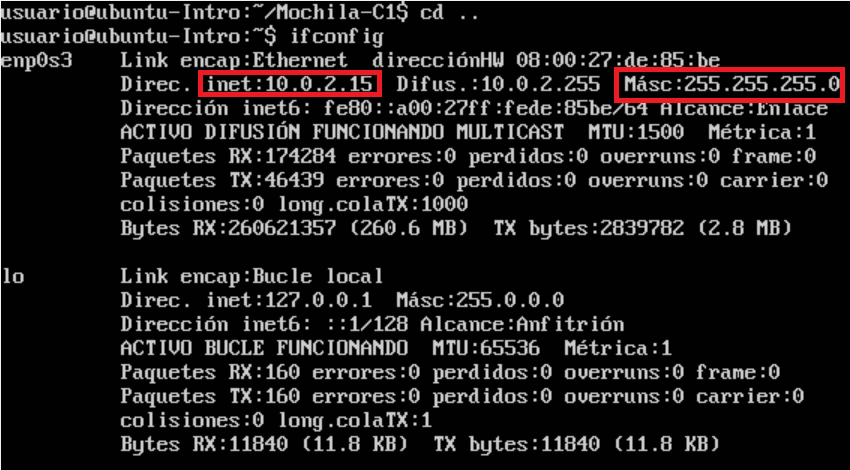 usuario@ubuntu-Intro:~/Mochila-C1$ cd ..
usuario@ubuntu-Intro:~$ ifconfig
enp0s3    Link encap:Ethernet  direcciónHW 08:00:27:de:85:be
          Direc. inet:10.0.2.15  Difus.:10.0.2.255  Másc:255.255.255.0
          Dirección inet6: fe80::a00:27ff:fede:85be/64 Alcance:Enlace
          ACTIVO DIFUSIÓN FUNCIONANDO MULTICAST  MTU:1500  Métrica:1
          Paquetes RX:174284 errores:0 perdidos:0 overruns:0 frame:0
          Paquetes TX:46439 errores:0 perdidos:0 overruns:0 carrier:0
          colisiones:0 long.colaTX:1000
          Bytes RX:260621357 (260.6 MB)  TX bytes:2839782 (2.8 MB)

lo        Link encap:Bucle local
          Direc. inet:127.0.0.1  Másc:255.0.0.0
          Dirección inet6: ::1/128 Alcance:Anfitrión
          ACTIVO BUCLE FUNCIONANDO  MTU:65536  Métrica:1
          Paquetes RX:160 errores:0 perdidos:0 overruns:0 frame:0
          Paquetes TX:160 errores:0 perdidos:0 overruns:0 carrier:0
          colisiones:0 long.colaTX:1
          Bytes RX:11840 (11.8 KB)  TX bytes:11840 (11.8 KB)